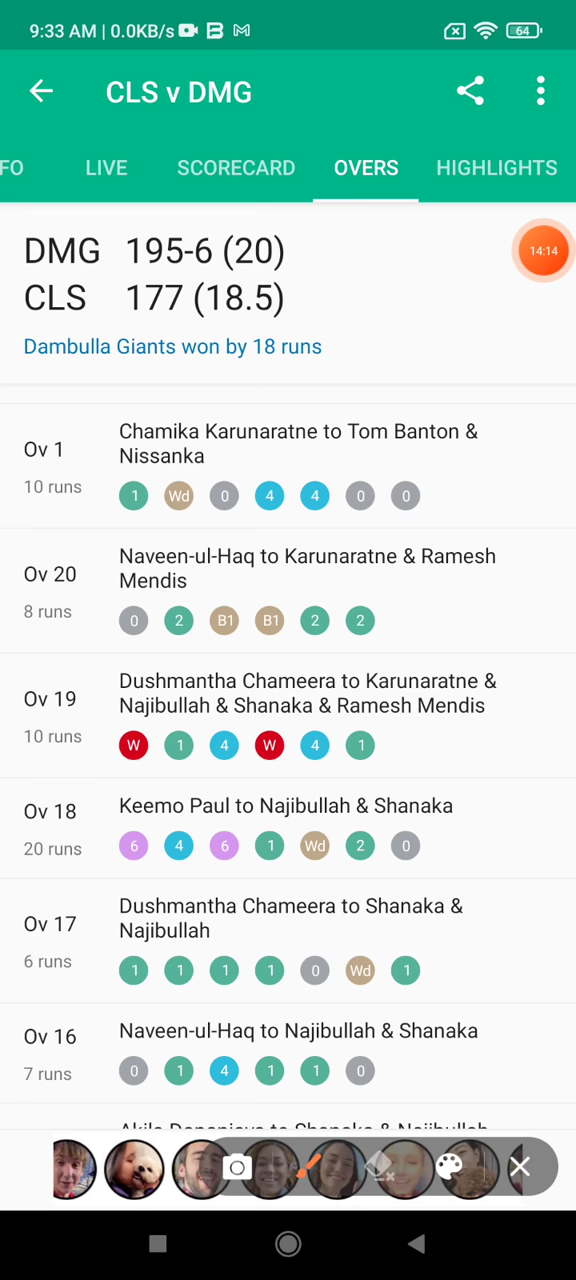 9:33 AM | 0.0KB/s
64
CLS v DMG
FO LIVE SCORECARD OVERS HIGHLIGHTS
DMG 195-6 (20)
14:14
CLS 177 (18.5)
Dambulla Giants won by 18 runs
Ov 1
10 runs
Chamika Karunaratne to Tom Banton &
Nissanka
1 Wd 0 4 4 0 0
Ov 20
8 runs
Naveen-ul-Haq to Karunaratne & Ramesh
Mendis
0 2 B1 B1 2 2
Ov 19
10 runs
Dushmantha Chameera to Karunaratne &
Najibullah & Shanaka & Ramesh Mendis
W 1 4 W 4 1
Ov 18
20 runs
Keemo Paul to Najibullah & Shanaka
6 4 6 1 Wd 2 0
Ov 17
6 runs
Dushmantha Chameera to Shanaka &
Najibullah
1 1 1 1 0 Wd 1
Ov 16
7 runs
Naveen-ul-Haq to Najibullah & Shanaka
0 1 4 1 1 0